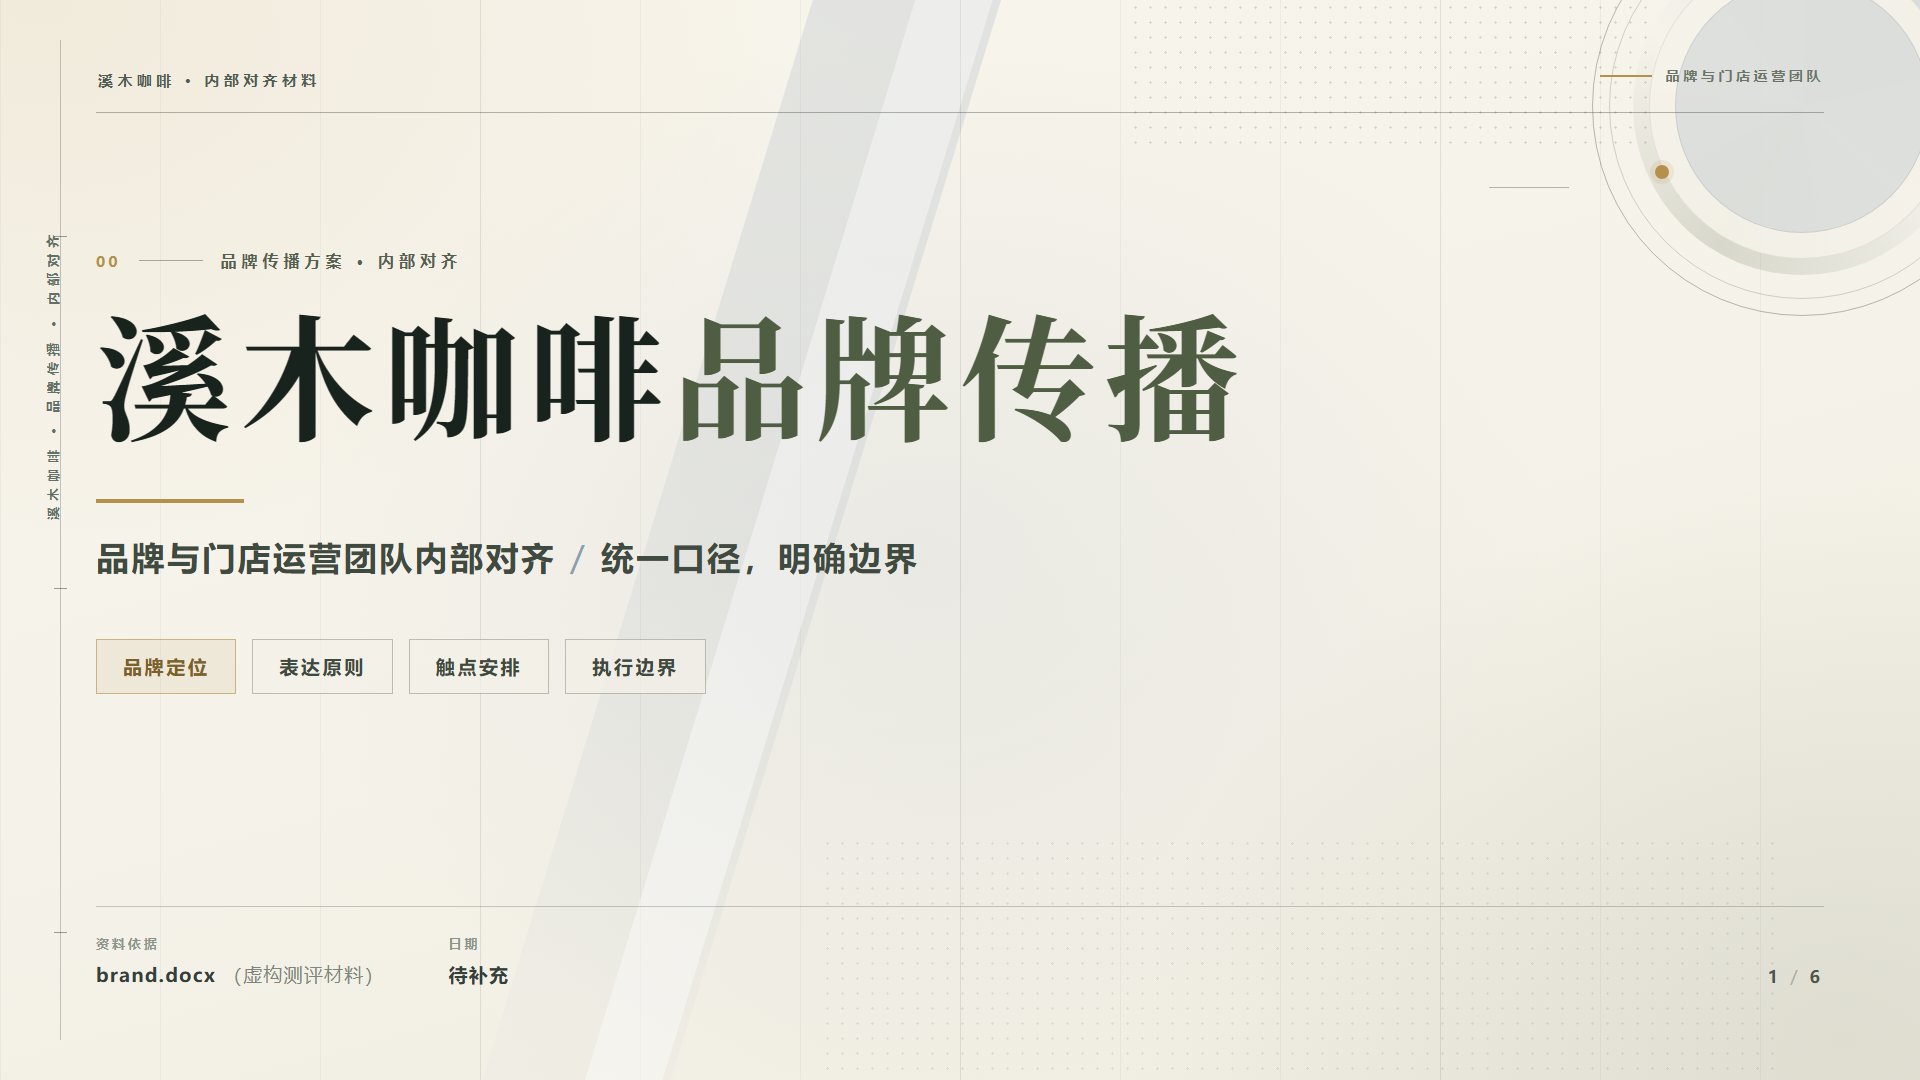 溪木咖啡 • 内部对齐材料
品牌与门店运营团队
溪木咖啡 • 品牌传播 • 内部对齐
00 品牌传播方案 • 内部对齐
溪木咖啡品牌传播
品牌与门店运营团队内部对齐 / 统一口径，明确边界
品牌定位 表达原则 触点安排 执行边界
资料依据 日期
brand.docx （虚构测评材料） 待补充
1 / 6